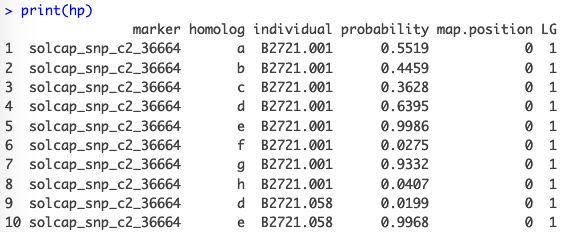 > print(hp)
marker homolog individual probability map.position LG
1 solcap_snp_c2_36664 a B2721.001 0.5519 0 1
2 solcap_snp_c2_36664 b B2721.001 0.4459 0 1
3 solcap_snp_c2_36664 c B2721.001 0.3628 0 1
4 solcap_snp_c2_36664 d B2721.001 0.6395 0 1
5 solcap_snp_c2_36664 e B2721.001 0.9986 0 1
6 solcap_snp_c2_36664 f B2721.001 0.0275 0 1
7 solcap_snp_c2_36664 g B2721.001 0.9332 0 1
8 solcap_snp_c2_36664 h B2721.001 0.0407 0 1
9 solcap_snp_c2_36664 d B2721.058 0.0199 0 1
10 solcap_snp_c2_36664 e B2721.058 0.9968 0 1